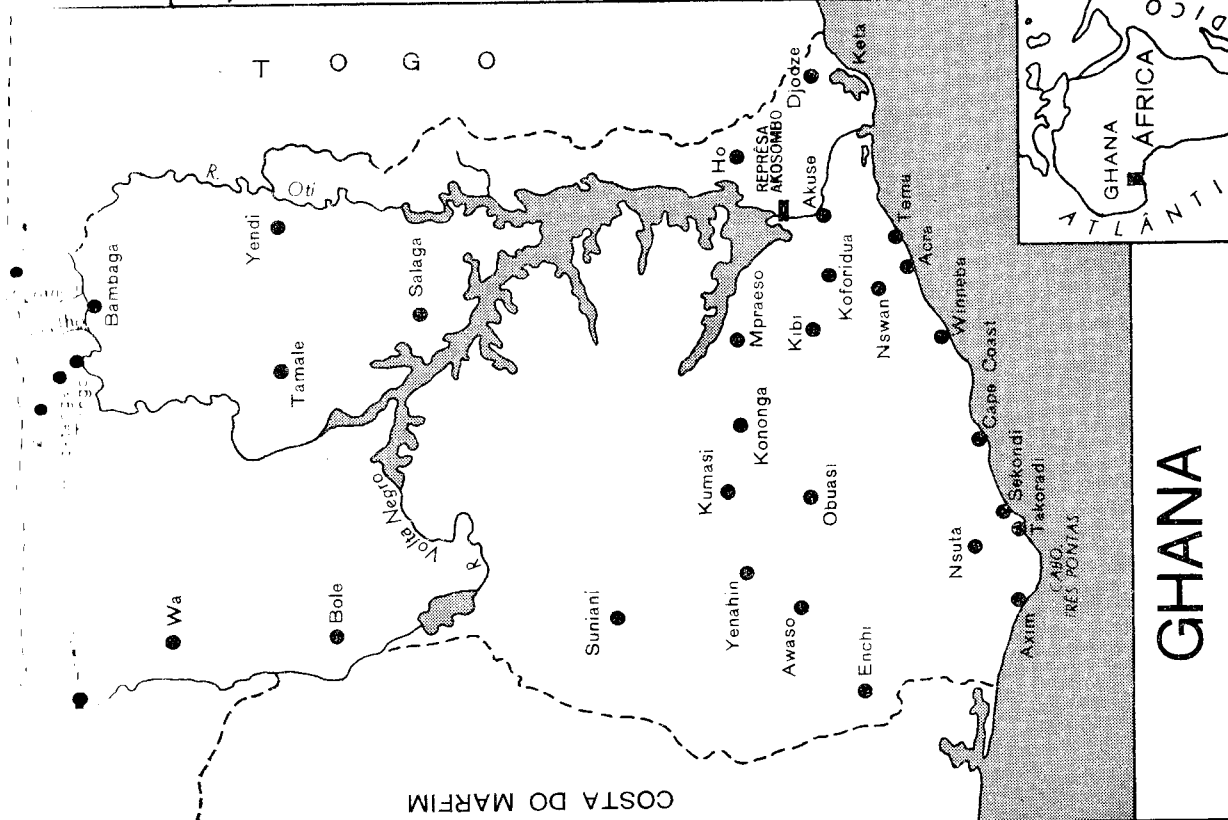 TOGO
R.
Oti
Bambaga
Yendi
Tamale
Salaga
Wa
Bole
Volta Negro
R.
Suniani
Kumasi
Kononga
Mpraeso
Ho
REPRÊSA
AKOSOMBO
Djodze
Keta
Akuse
Kibi
Koforidua
Nswan
Tema
Acra
Winneba
Cape Coast
Sekondi
Takoradi
CABO
TRÊS PONTAS
Axim
Nsuta
Obuasi
Yenahin
Awaso
Enchi
COSTA DO MARFIM
GHANA
GHANA
ÁFRICA
ATLÂNTI
DICO